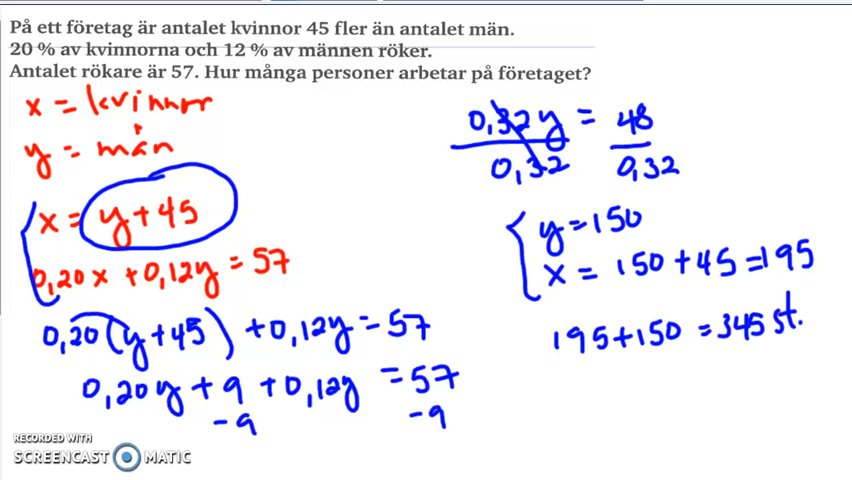 På ett företag är antalet kvinnor 45 fler än antalet män.
20 % av kvinnorna och 12 % av männen röker.
Antalet rökare är 57. Hur många personer arbetar på företaget?
x = kvinnor
y = män
x = y+45
0,20x +0,12y = 57
0,20(y+45) +0,12y = 57
0,20y + 9 +0,12y = 57
-9 -9
0,32y = 48
0,32 0,32
y = 150
x = 150 + 45 = 195
195+150 = 345 st.
RECORDED WITH
SCREENCAST MATIC